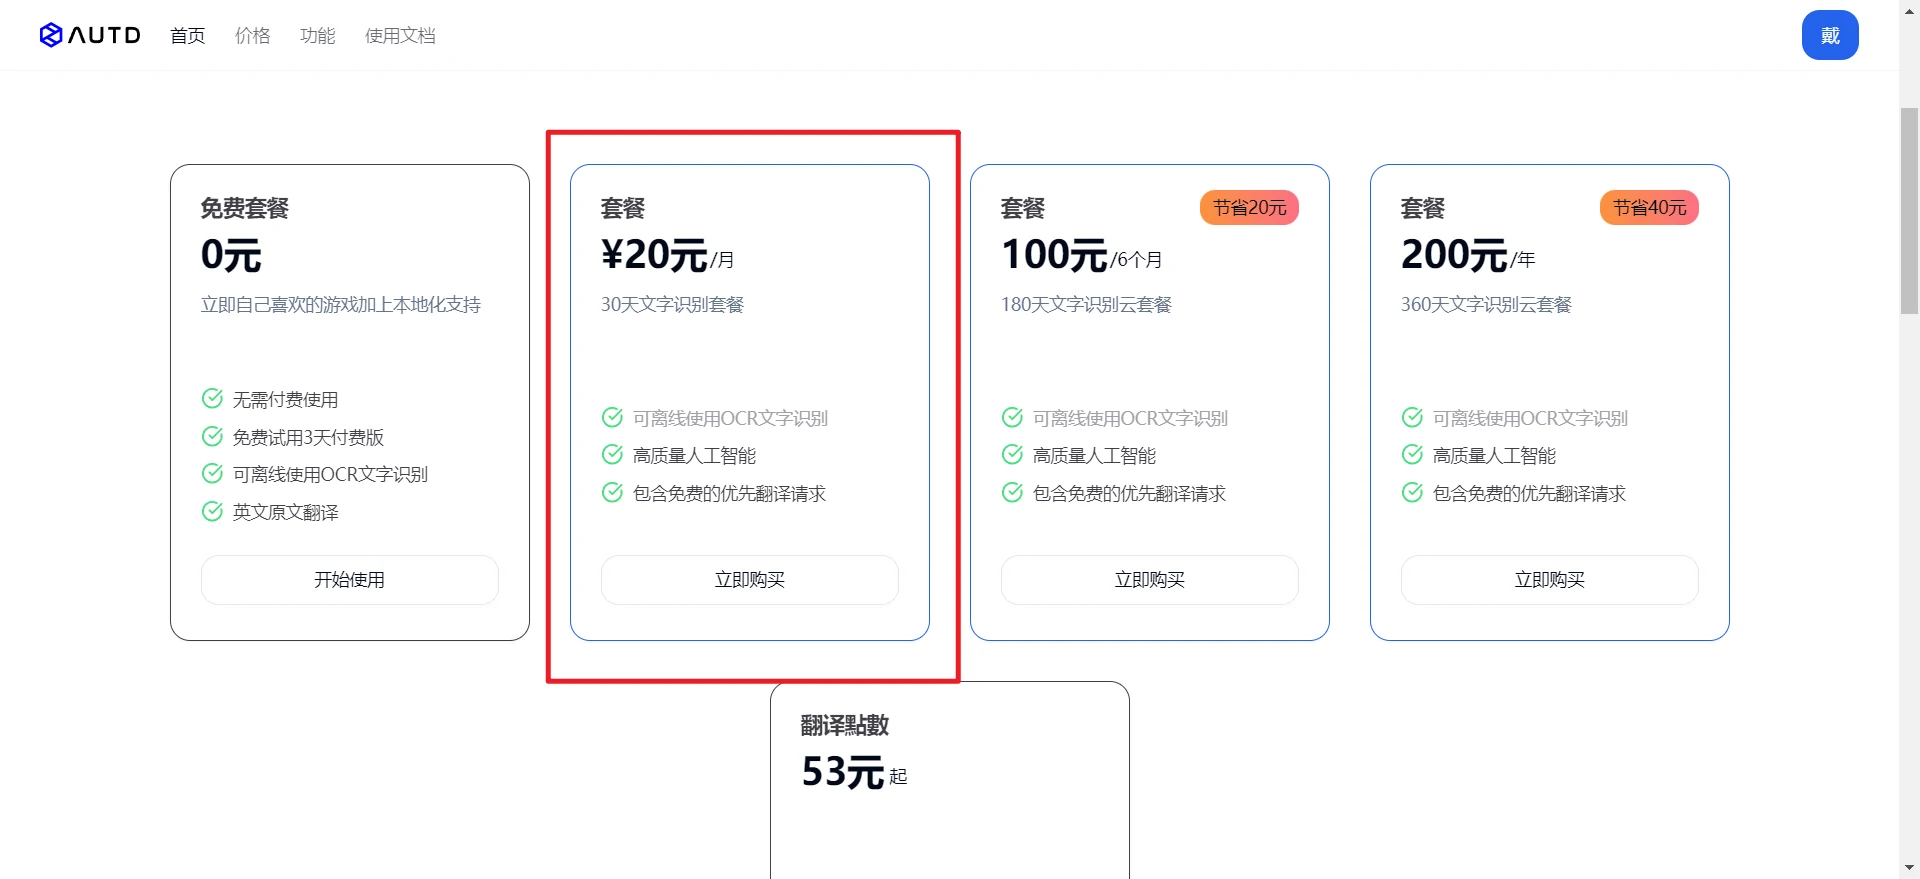 AUTD
首页
价格
功能
使用文档
戴
免费套餐
0元
立即自己喜欢的游戏加上本地化支持
无需付费使用
免费试用3天付费版
可离线使用OCR文字识别
英文原文翻译
开始使用
套餐
¥20元/月
30天文字识别套餐
可离线使用OCR文字识别
高质量人工智能
包含免费的优先翻译请求
立即购买
套餐
节省20元
100元/6个月
180天文字识别云套餐
可离线使用OCR文字识别
高质量人工智能
包含免费的优先翻译请求
立即购买
套餐
节省40元
200元/年
360天文字识别云套餐
可离线使用OCR文字识别
高质量人工智能
包含免费的优先翻译请求
立即购买
翻译點數
53元 起